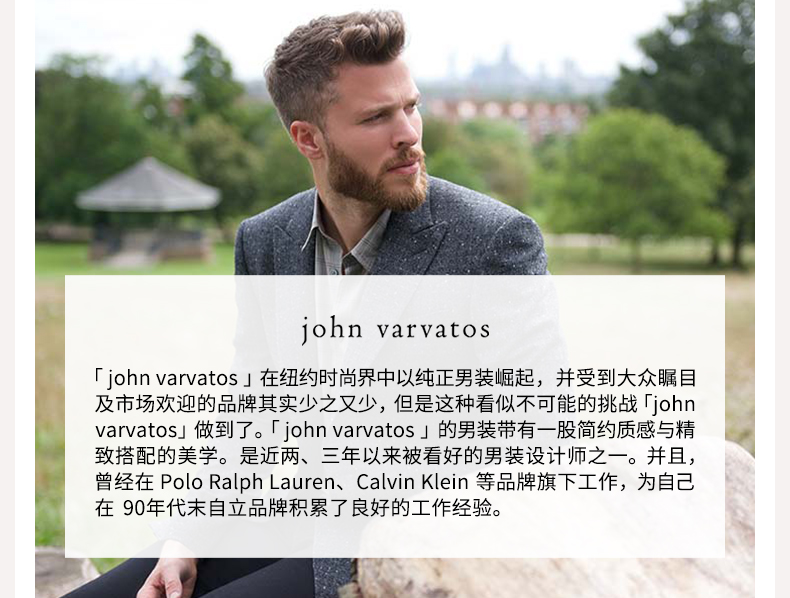 john varvatos
「john varvatos」在纽约时尚界中以纯正男装崛起，并受到大众瞩目
及市场欢迎的品牌其实少之又少，但是这种看似不可能的挑战「john
varvatos」做到了。「john varvatos」的男装带有一股简约质感与精
致搭配的美学。是近两、三年以来被看好的男装设计师之一。并且，
曾经在 Polo Ralph Lauren、Calvin Klein 等品牌旗下工作，为自己
在 90年代末自立品牌积累了良好的工作经验。